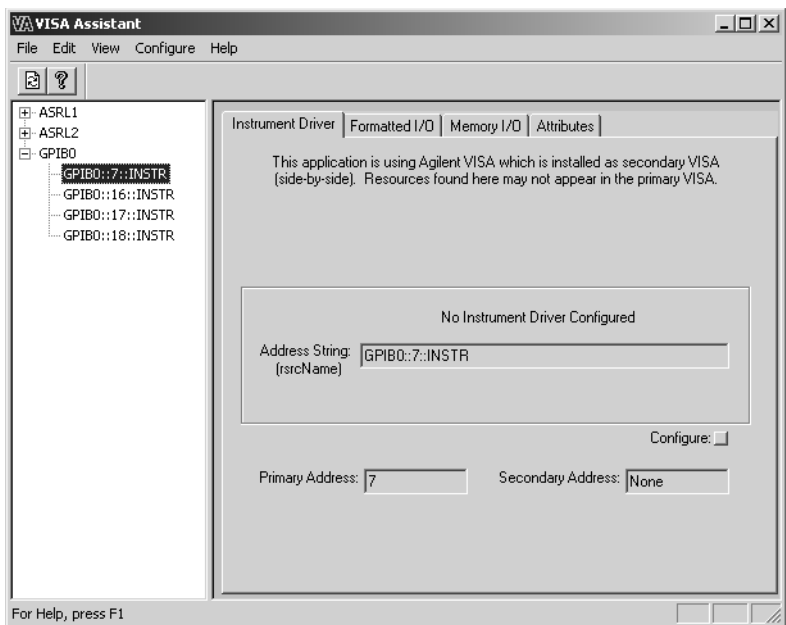 VISA Assistant
File Edit View Configure Help
ASRL1
ASRL2
GPIB0
GPIB0::7::INSTR
GPIB0::16::INSTR
GPIB0::17::INSTR
GPIB0::18::INSTR
Instrument Driver Formatted I/O Memory I/O Attributes
This application is using Agilent VISA which is installed as secondary VISA
(side-by-side). Resources found here may not appear in the primary VISA.
No Instrument Driver Configured
Address String: GPIB0::7::INSTR
(rsrcName)
Configure:
Primary Address: 7 Secondary Address: None
For Help, press F1